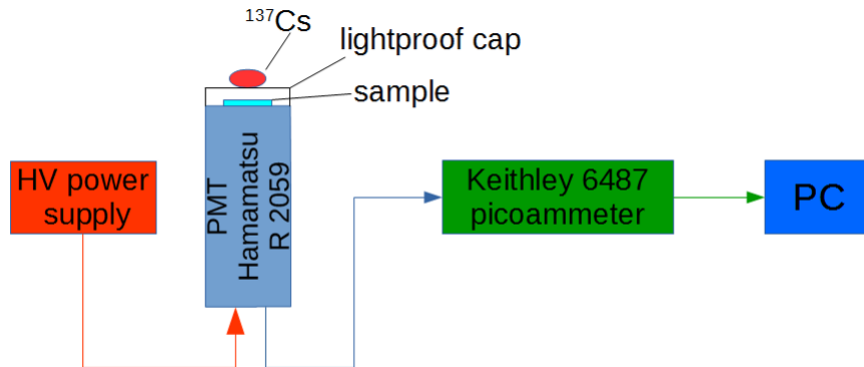 ¹³⁷Cs
lightproof cap
sample
HV power
supply
PMT
Hamamatsu
R 2059
Keithley 6487
picoammeter
PC